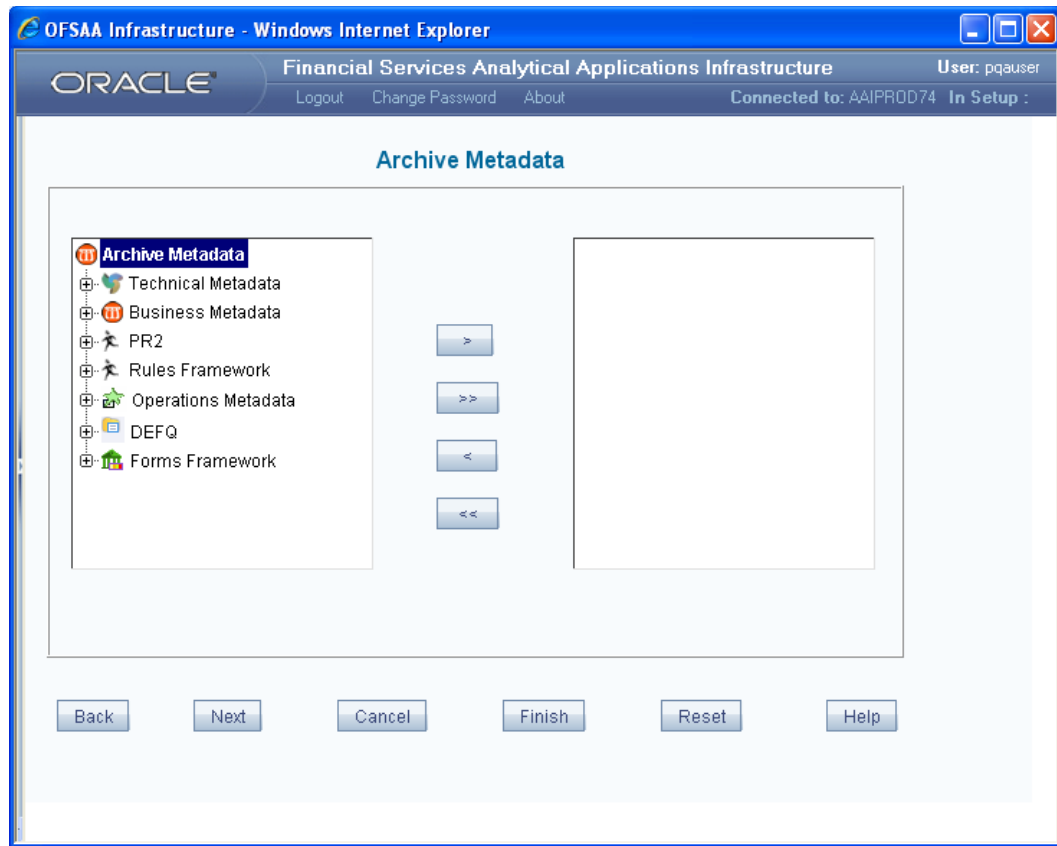 OFSAA Infrastructure - Windows Internet Explorer
ORACLE
Financial Services Analytical Applications Infrastructure
User: pqauser
Logout Change Password About
Connected to: AAIPROD74 In Setup :
Archive Metadata
Archive Metadata
Technical Metadata
Business Metadata
PR2
Rules Framework
Operations Metadata
DEFQ
Forms Framework
>
>>
<
<<
Back Next Cancel Finish Reset Help